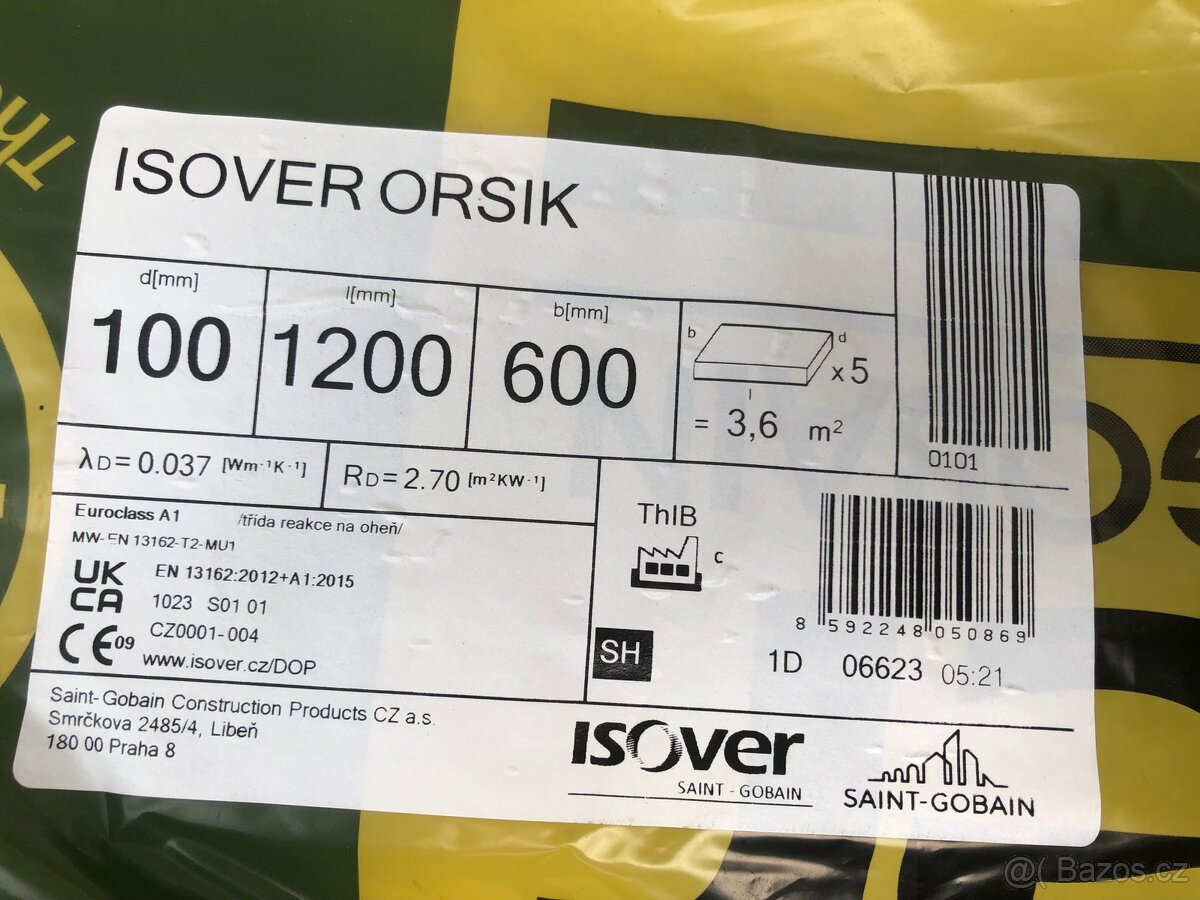 ISOVER ORSIK
d[mm]
100
l[mm]
1200
b[mm]
600
b
d
l
x 5
= 3,6 m²
0101
λD=0.037 [Wm⁻¹K⁻¹]
RD=2.70 [m²KW⁻¹]
Euroclass A1 /třída reakce na oheň/
MW-EN 13162-T2-MU1
UK
CA
EN 13162:2012+A1:2015
1023 S01 01
CZ0001-004
CE 09
www.isover.cz/DOP
ThIB
C
SH
8 592248 050869
1D 06623 05:21
Saint-Gobain Construction Products CZ a.s.
Smrčkova 2485/4, Libeň
180 00 Praha 8
isover
SAINT-GOBAIN
SAINT-GOBAIN
@( Bazos.cz